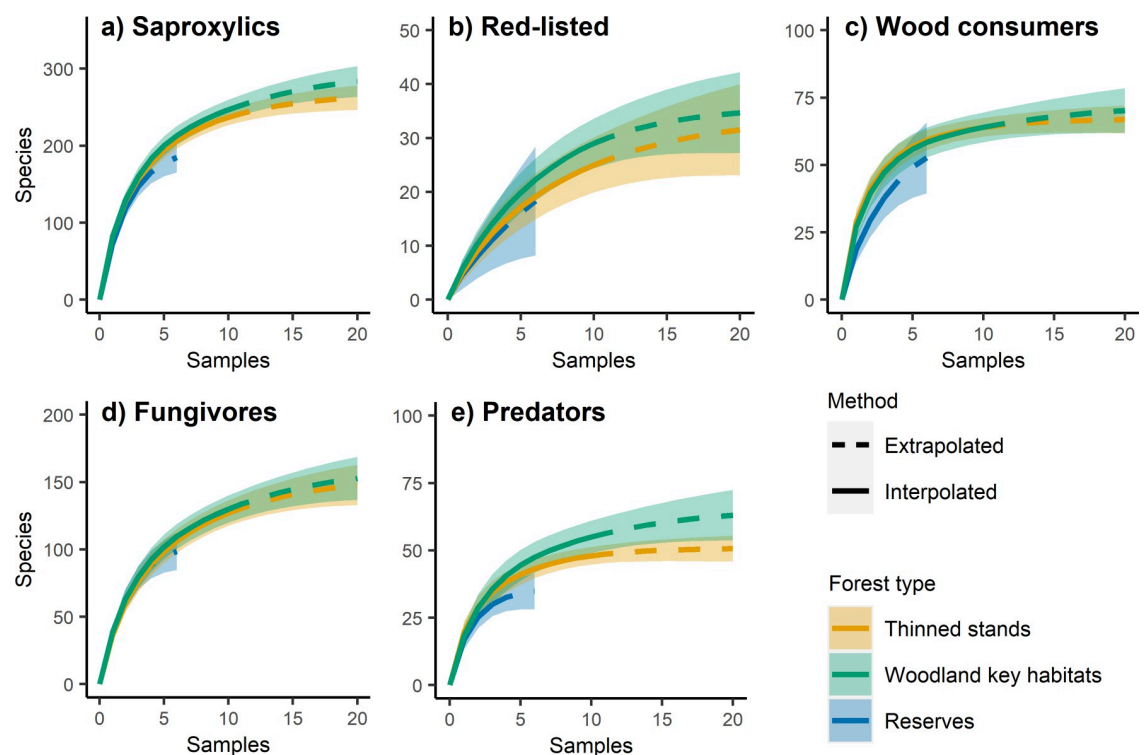 a) Saproxylics
300
200
100
0
Species
0 5 10 15 20
Samples
b) Red-listed
50
40
30
20
10
0
0 5 10 15 20
Samples
c) Wood consumers
100
75
50
25
0
0 5 10 15 20
Samples
d) Fungivores
200
150
100
50
0
Species
0 5 10 15 20
Samples
e) Predators
100
75
50
25
0
0 5 10 15 20
Samples
Method
Extrapolated
Interpolated
Forest type
Thinned stands
Woodland key habitats
Reserves